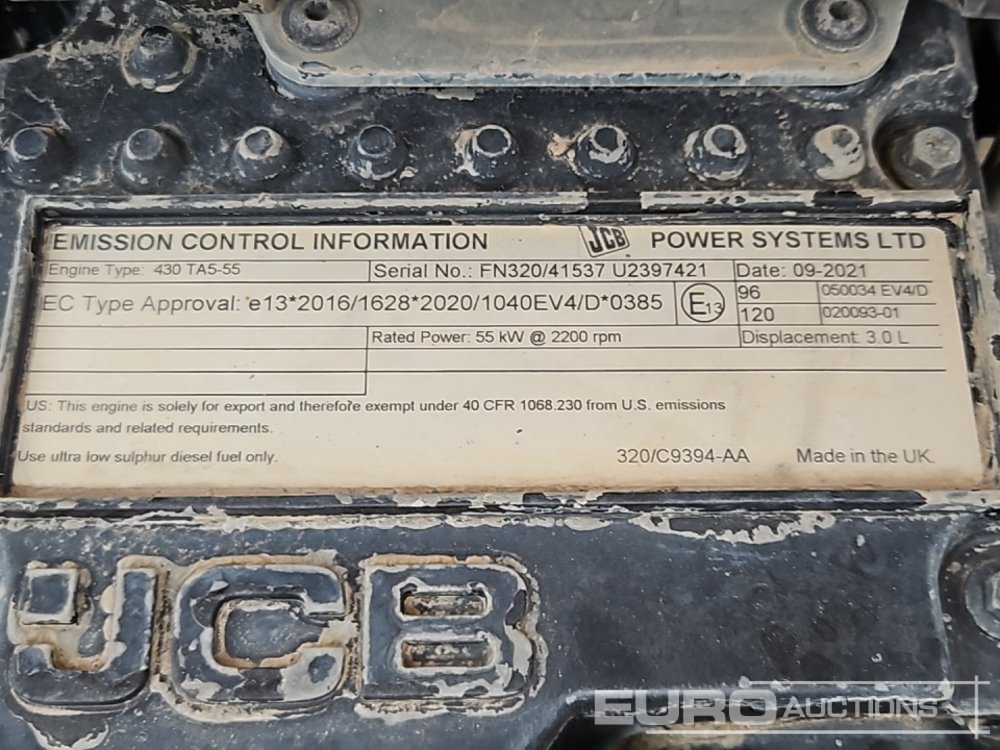 EMISSION CONTROL INFORMATION JCB POWER SYSTEMS LTD
Engine Type: 430 TA5-55 Serial No.: FN320/41537 U2397421 Date: 09-2021
EC Type Approval: e13*2016/1628*2020/1040EV4/D*0385 E13 96 050034 EV4/D
120 020093-01
Rated Power: 55 kW @ 2200 rpm Displacement: 3.0 L
US: This engine is solely for export and therefore exempt under 40 CFR 1068.230 from U.S. emissions
standards and related requirements.
Use ultra low sulphur diesel fuel only. 320/C9394-AA Made in the UK.
JCB
EURO AUCTIONS